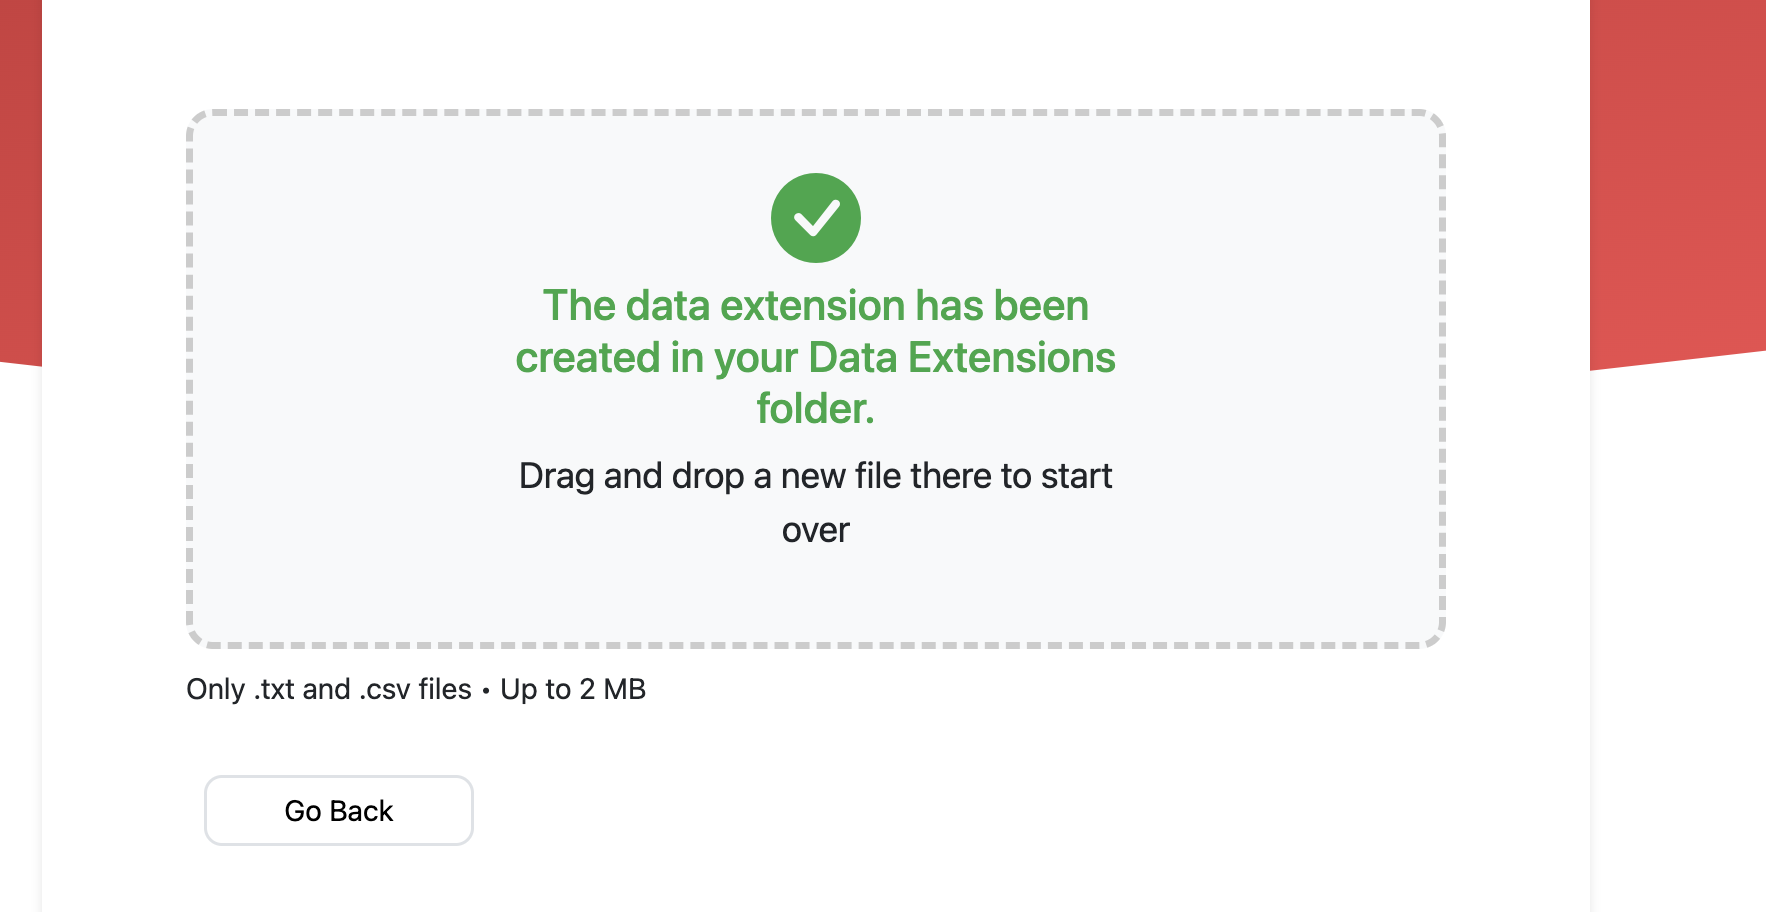 The data extension has been
created in your Data Extensions
folder.
Drag and drop a new file there to start
over
Only .txt and .csv files • Up to 2 MB
Go Back